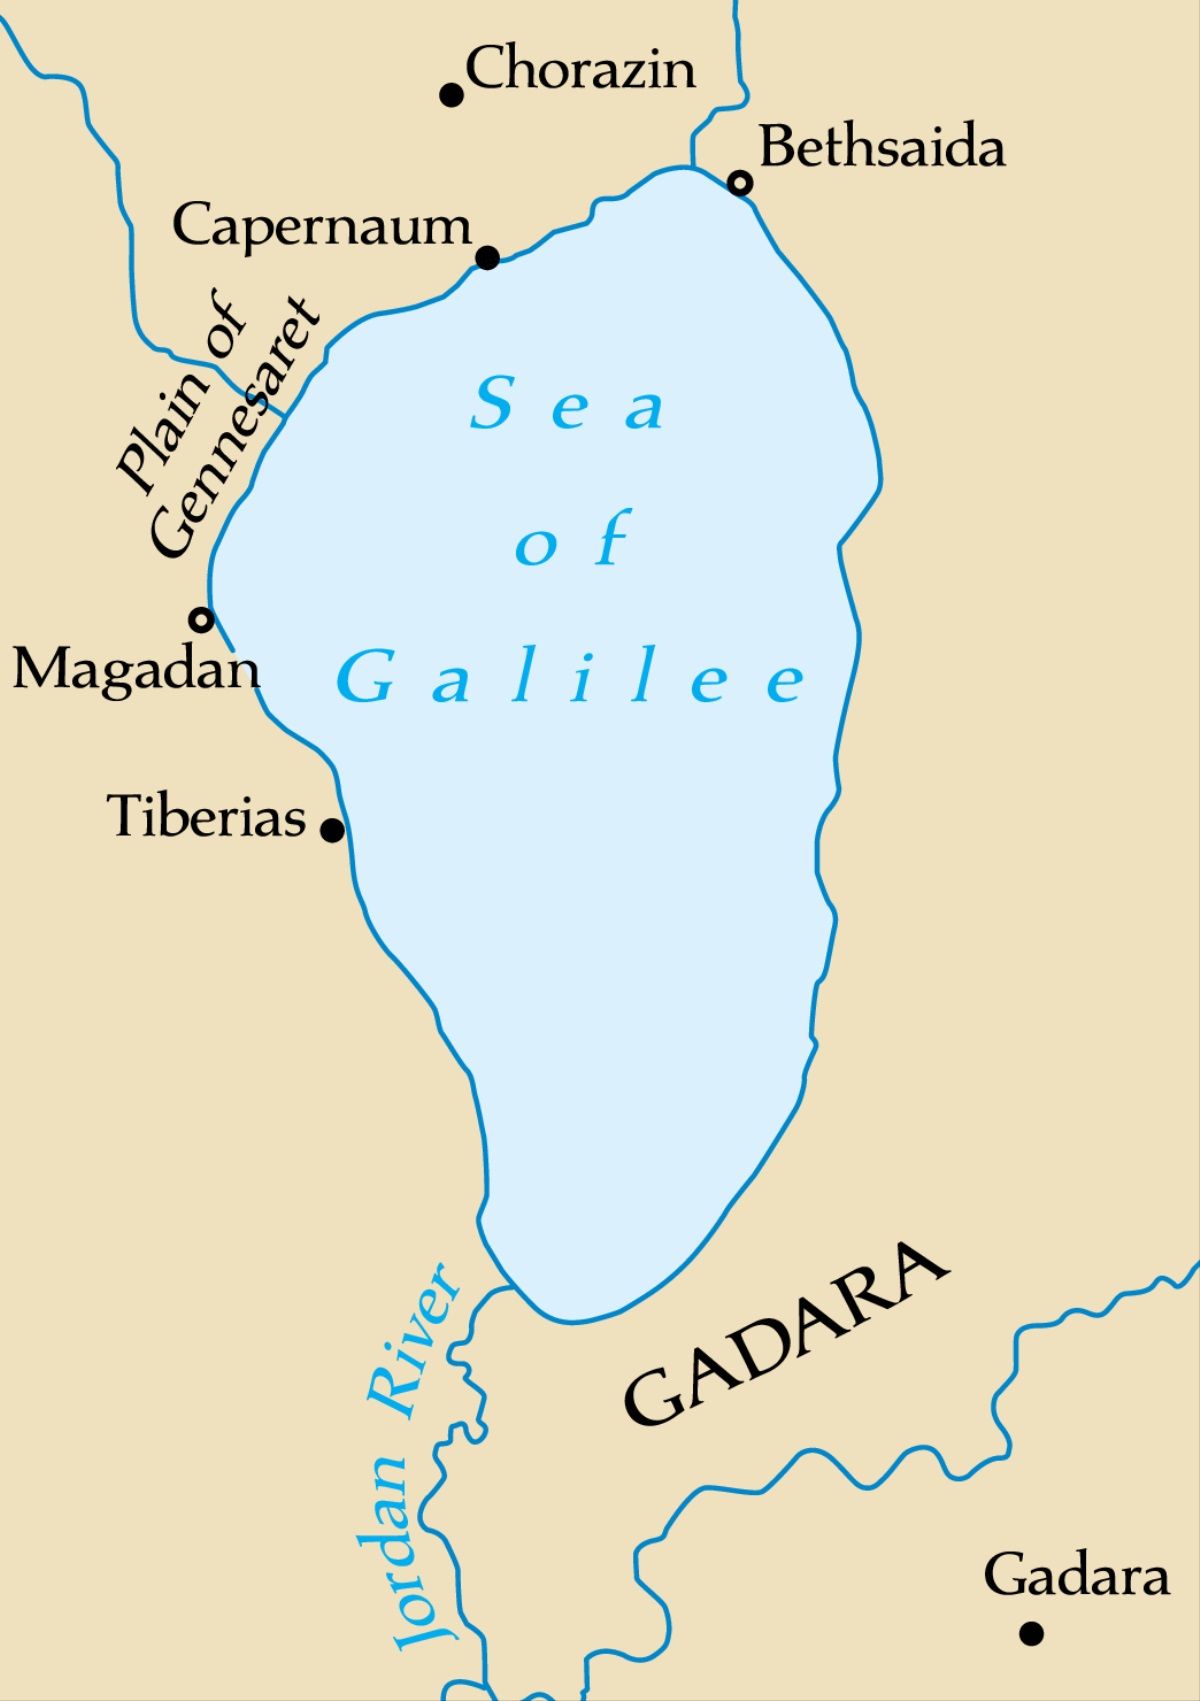 Chorazin
Bethsaida
Capernaum
Plain of
Gennesaret
Sea
of
Galilee
Magadan
Tiberias
Jordan River
GADARA
Gadara